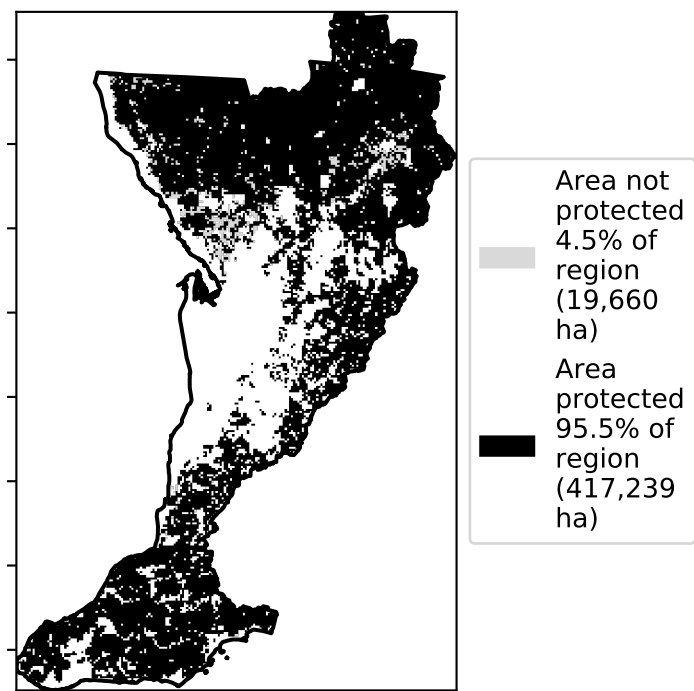 Area not
protected
4.5% of
region
(19,660
ha)
Area
protected
95.5% of
region
(417,239
ha)